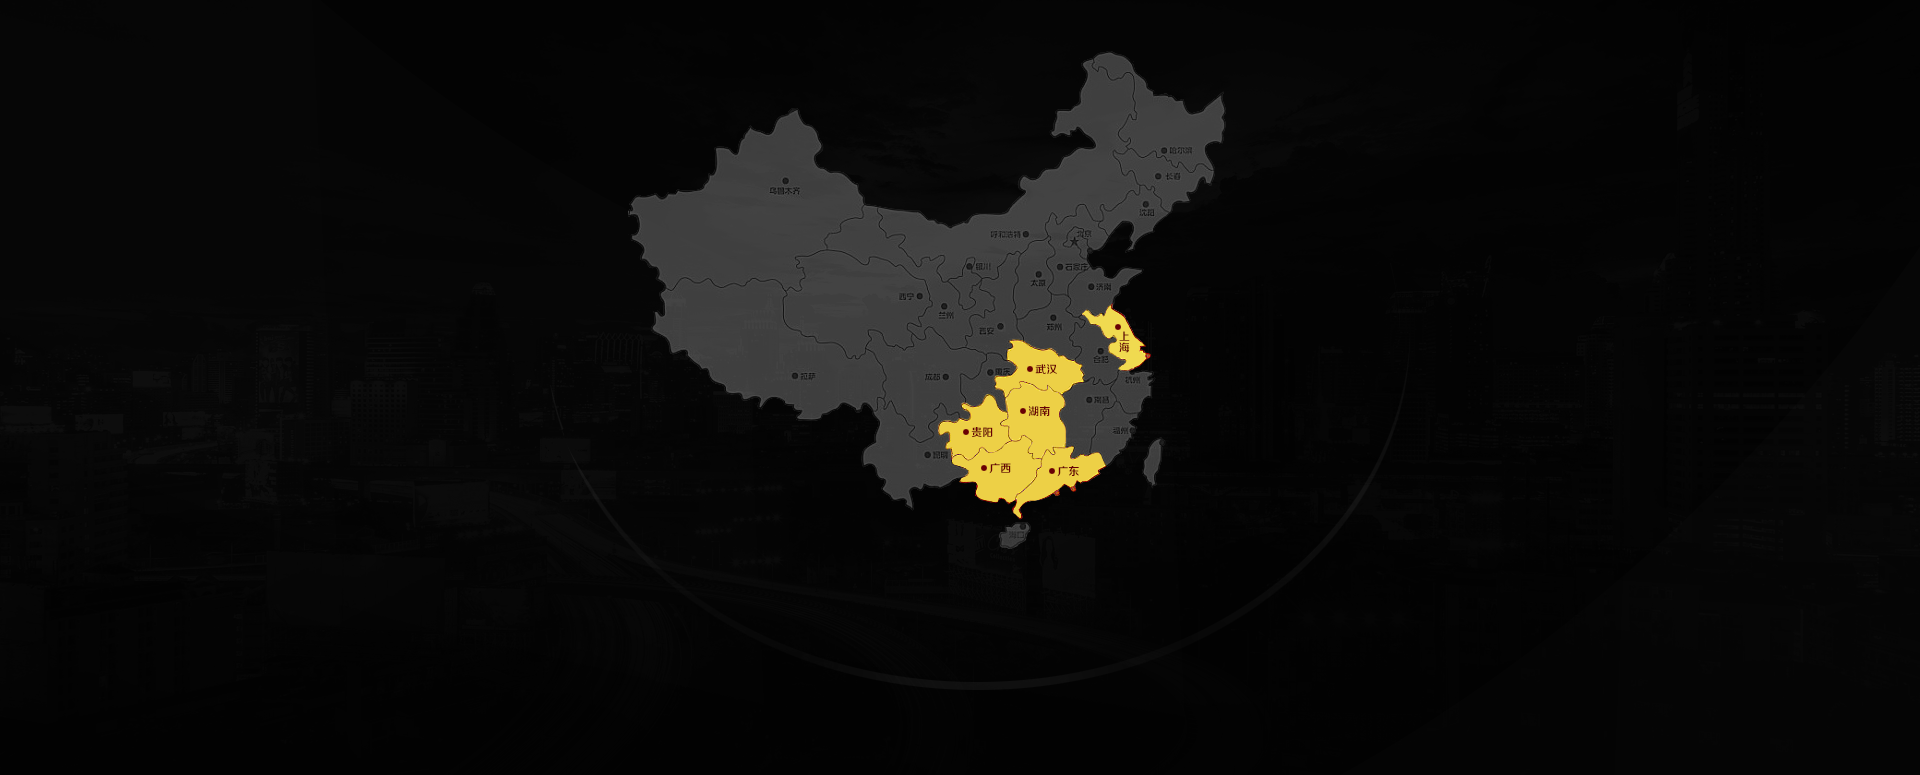 哈尔滨
长春
乌鲁木齐
沈阳
北京
呼和浩特
银川
石家庄
太原
济南
西宁
兰州
郑州
西安
上海
合肥
武汉
重庆
成都
拉萨
杭州
南昌
湖南
贵阳
福州
昆明
广西
广东
海口